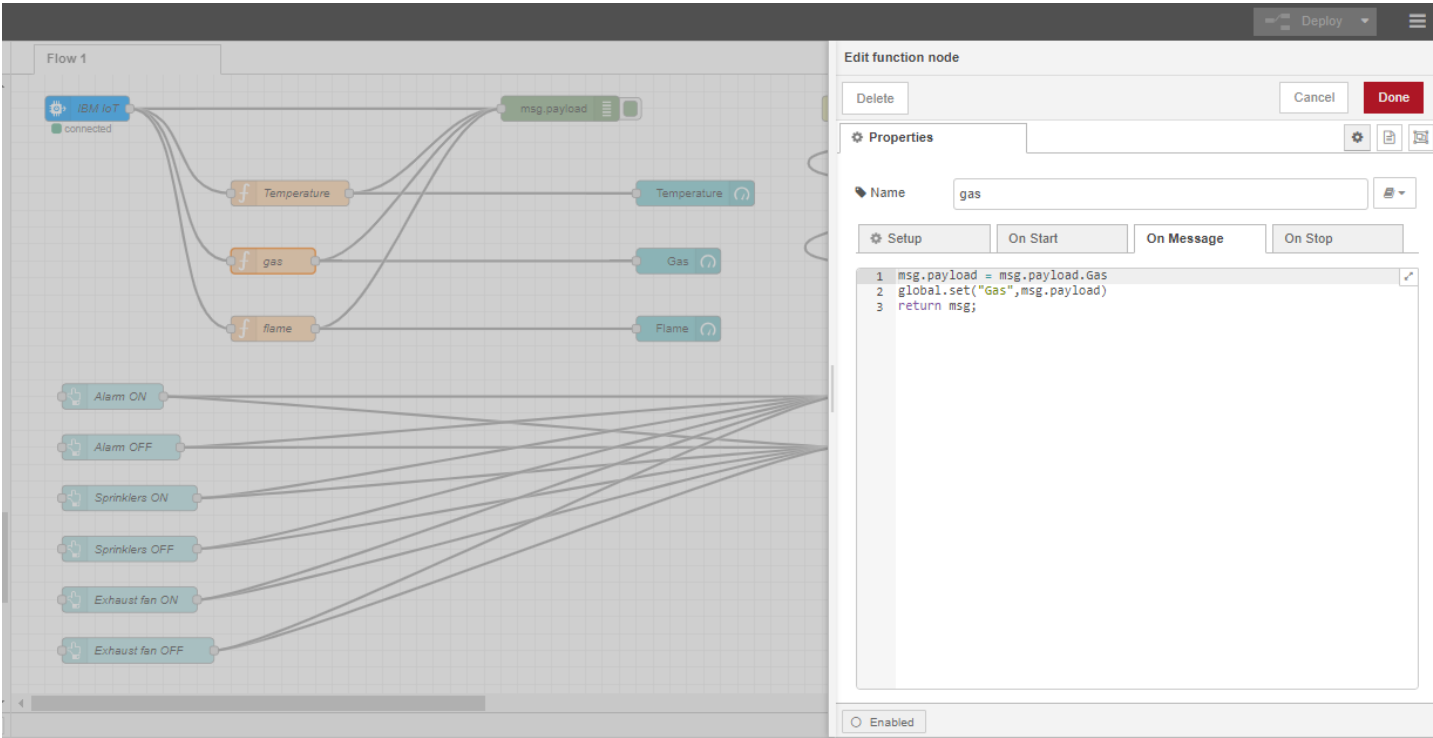 Deploy
Flow 1
IBM IoT
connected
msg.payload
Temperature
Temperature
gas
Gas
flame
Flame
Alarm ON
Alarm OFF
Sprinklers ON
Sprinklers OFF
Exhaust fan ON
Exhaust fan OFF
Edit function node
Delete
Cancel
Done
Properties
Name
gas
Setup
On Start
On Message
On Stop
1 msg.payload = msg.payload.Gas
2 global.set("Gas",msg.payload)
3 return msg;
Enabled